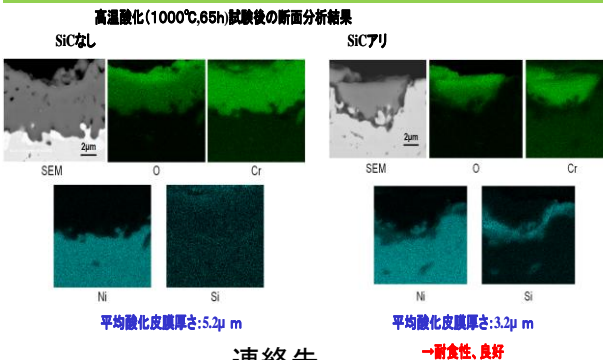 高温酸化(1000℃,65h)試験後の断面分析結果
SiCなし
SiCアリ
2μm
2μm
SEM
O
Cr
SEM
O
Cr
Ni
Si
Ni
Si
平均酸化皮膜厚さ:5.2μm
平均酸化皮膜厚さ:3.2μm
→耐食性、良好
連絡先